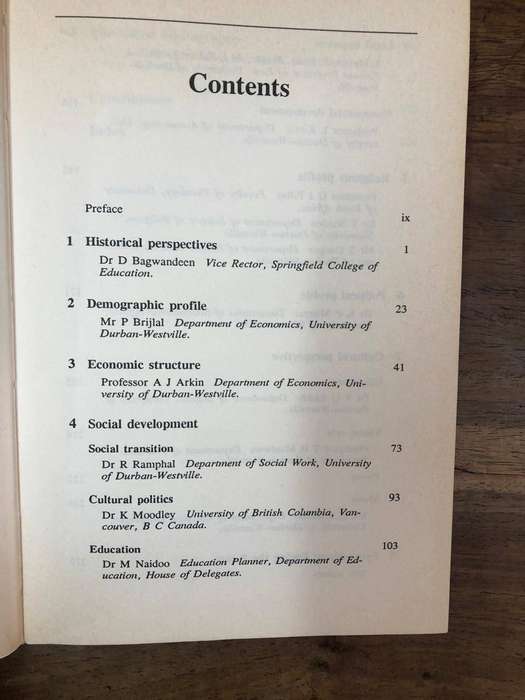 Contents
Preface ix
1 Historical perspectives 1
Dr D Bagwandeen Vice Rector, Springfield College of
Education.
2 Demographic profile 23
Mr P Brijlal Department of Economics, University of
Durban-Westville.
3 Economic structure 41
Professor A J Arkin Department of Economics, Uni-
versity of Durban-Westville.
4 Social development
Social transition 73
Dr R Ramphal Department of Social Work, University
of Durban-Westville.
Cultural politics 93
Dr K Moodley University of British Columbia, Van-
couver, B C Canada.
Education 103
Dr M Naidoo Education Planner, Department of Ed-
ucation, House of Delegates.